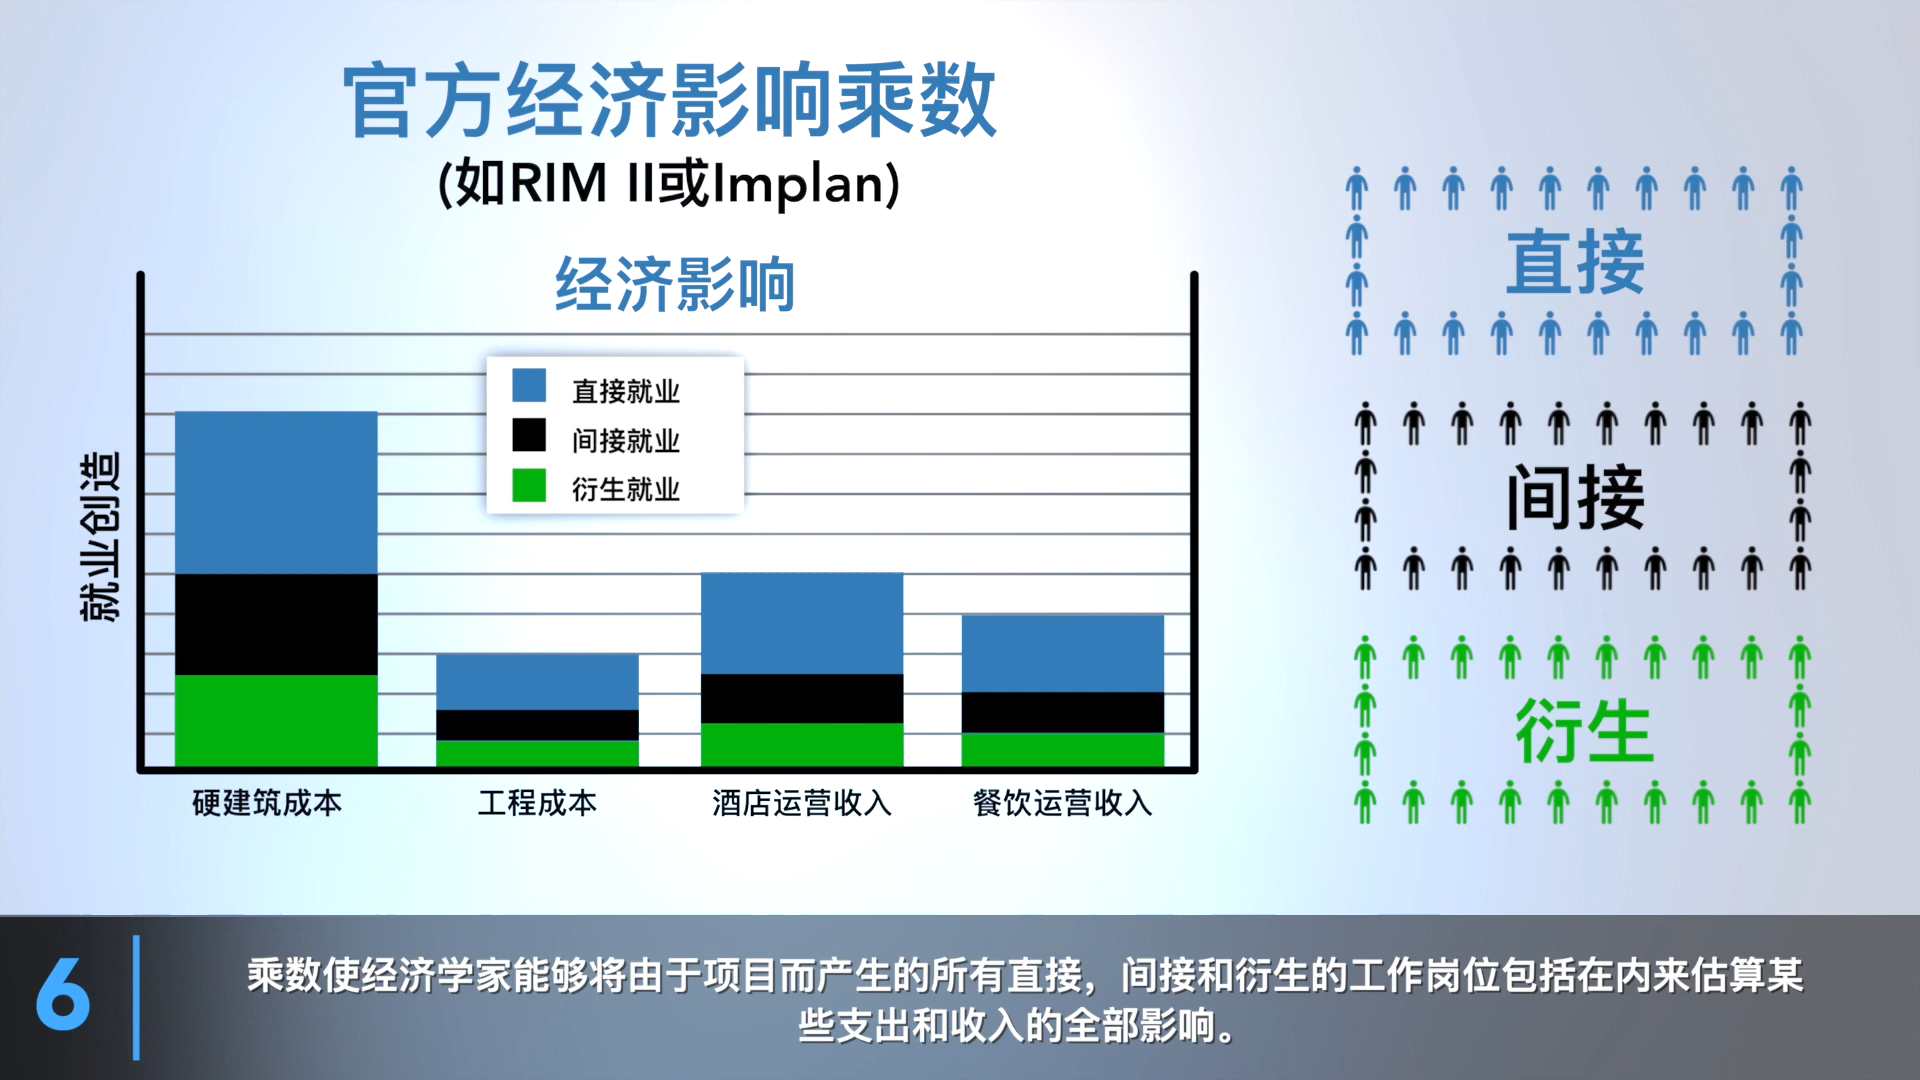 官方经济影响乘数
(如RIM II或Implan)
经济影响
直接就业
间接就业
衍生就业
就业创造
硬建筑成本
工程成本
酒店运营收入
餐饮运营收入
直接
间接
衍生
6
乘数使经济学家能够将由于项目而产生的所有直接，间接和衍生的工作岗位包括在内来估算某
些支出和收入的全部影响。